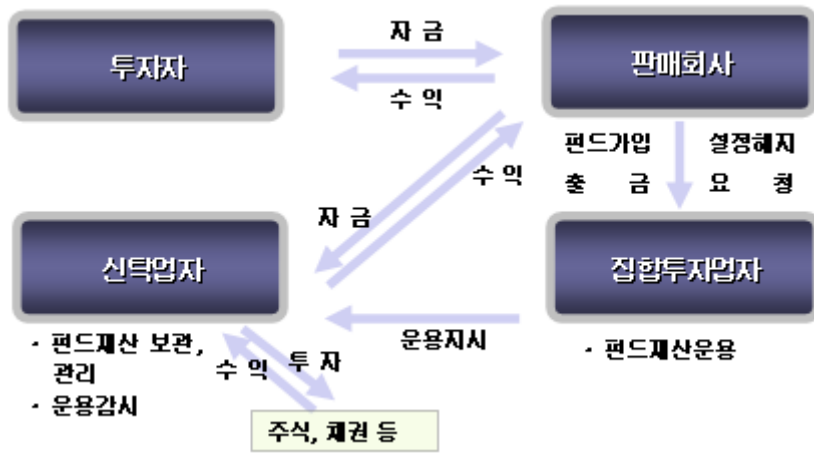 자 금
투자자
판매회사
수 익
펀드가입 설정해지
출 금 요 청
수 익
자 금
신탁업자
집합투자업자
운용지시
· 펀드재산 보관,
관리
· 운용감시
수 익
투 자
· 펀드재산운용
주식, 채권 등